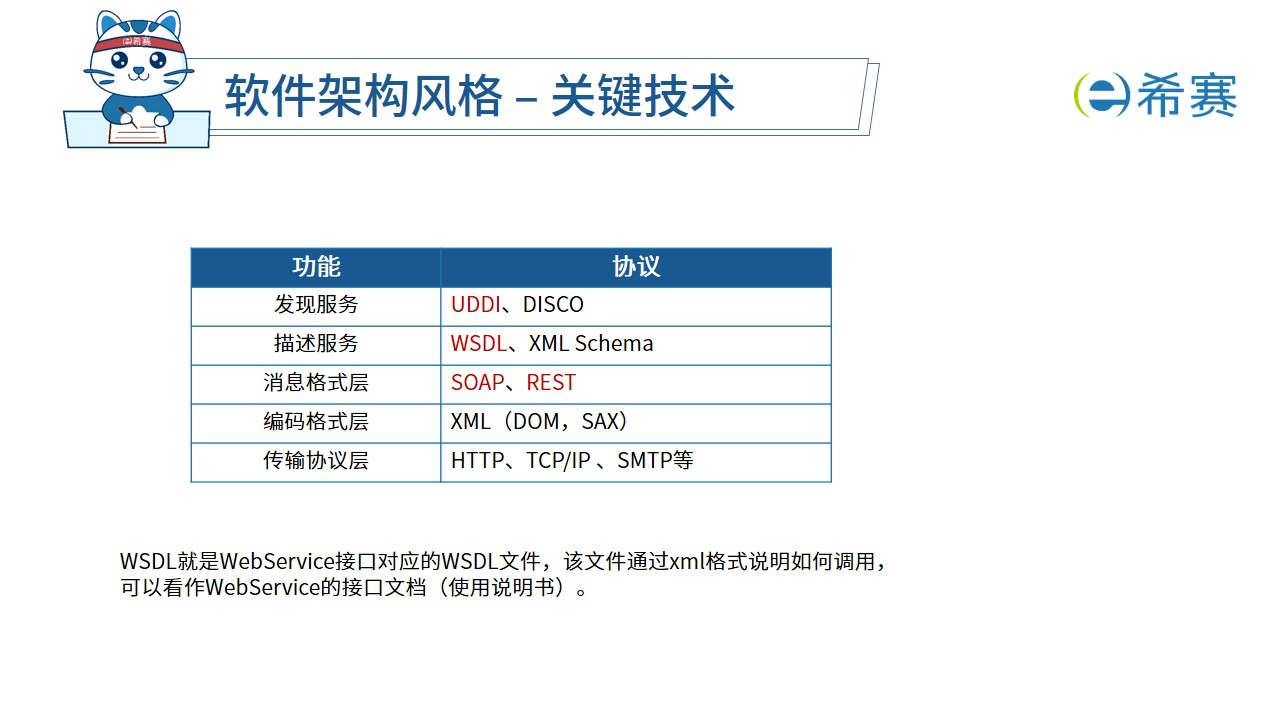 希赛
软件架构风格 – 关键技术
希赛
功能 协议
发现服务 UDDI、DISCO
描述服务 WSDL、XML Schema
消息格式层 SOAP、REST
编码格式层 XML（DOM，SAX）
传输协议层 HTTP、TCP/IP 、SMTP等
WSDL就是WebService接口对应的WSDL文件，该文件通过xml格式说明如何调用，
可以看作WebService的接口文档（使用说明书）。